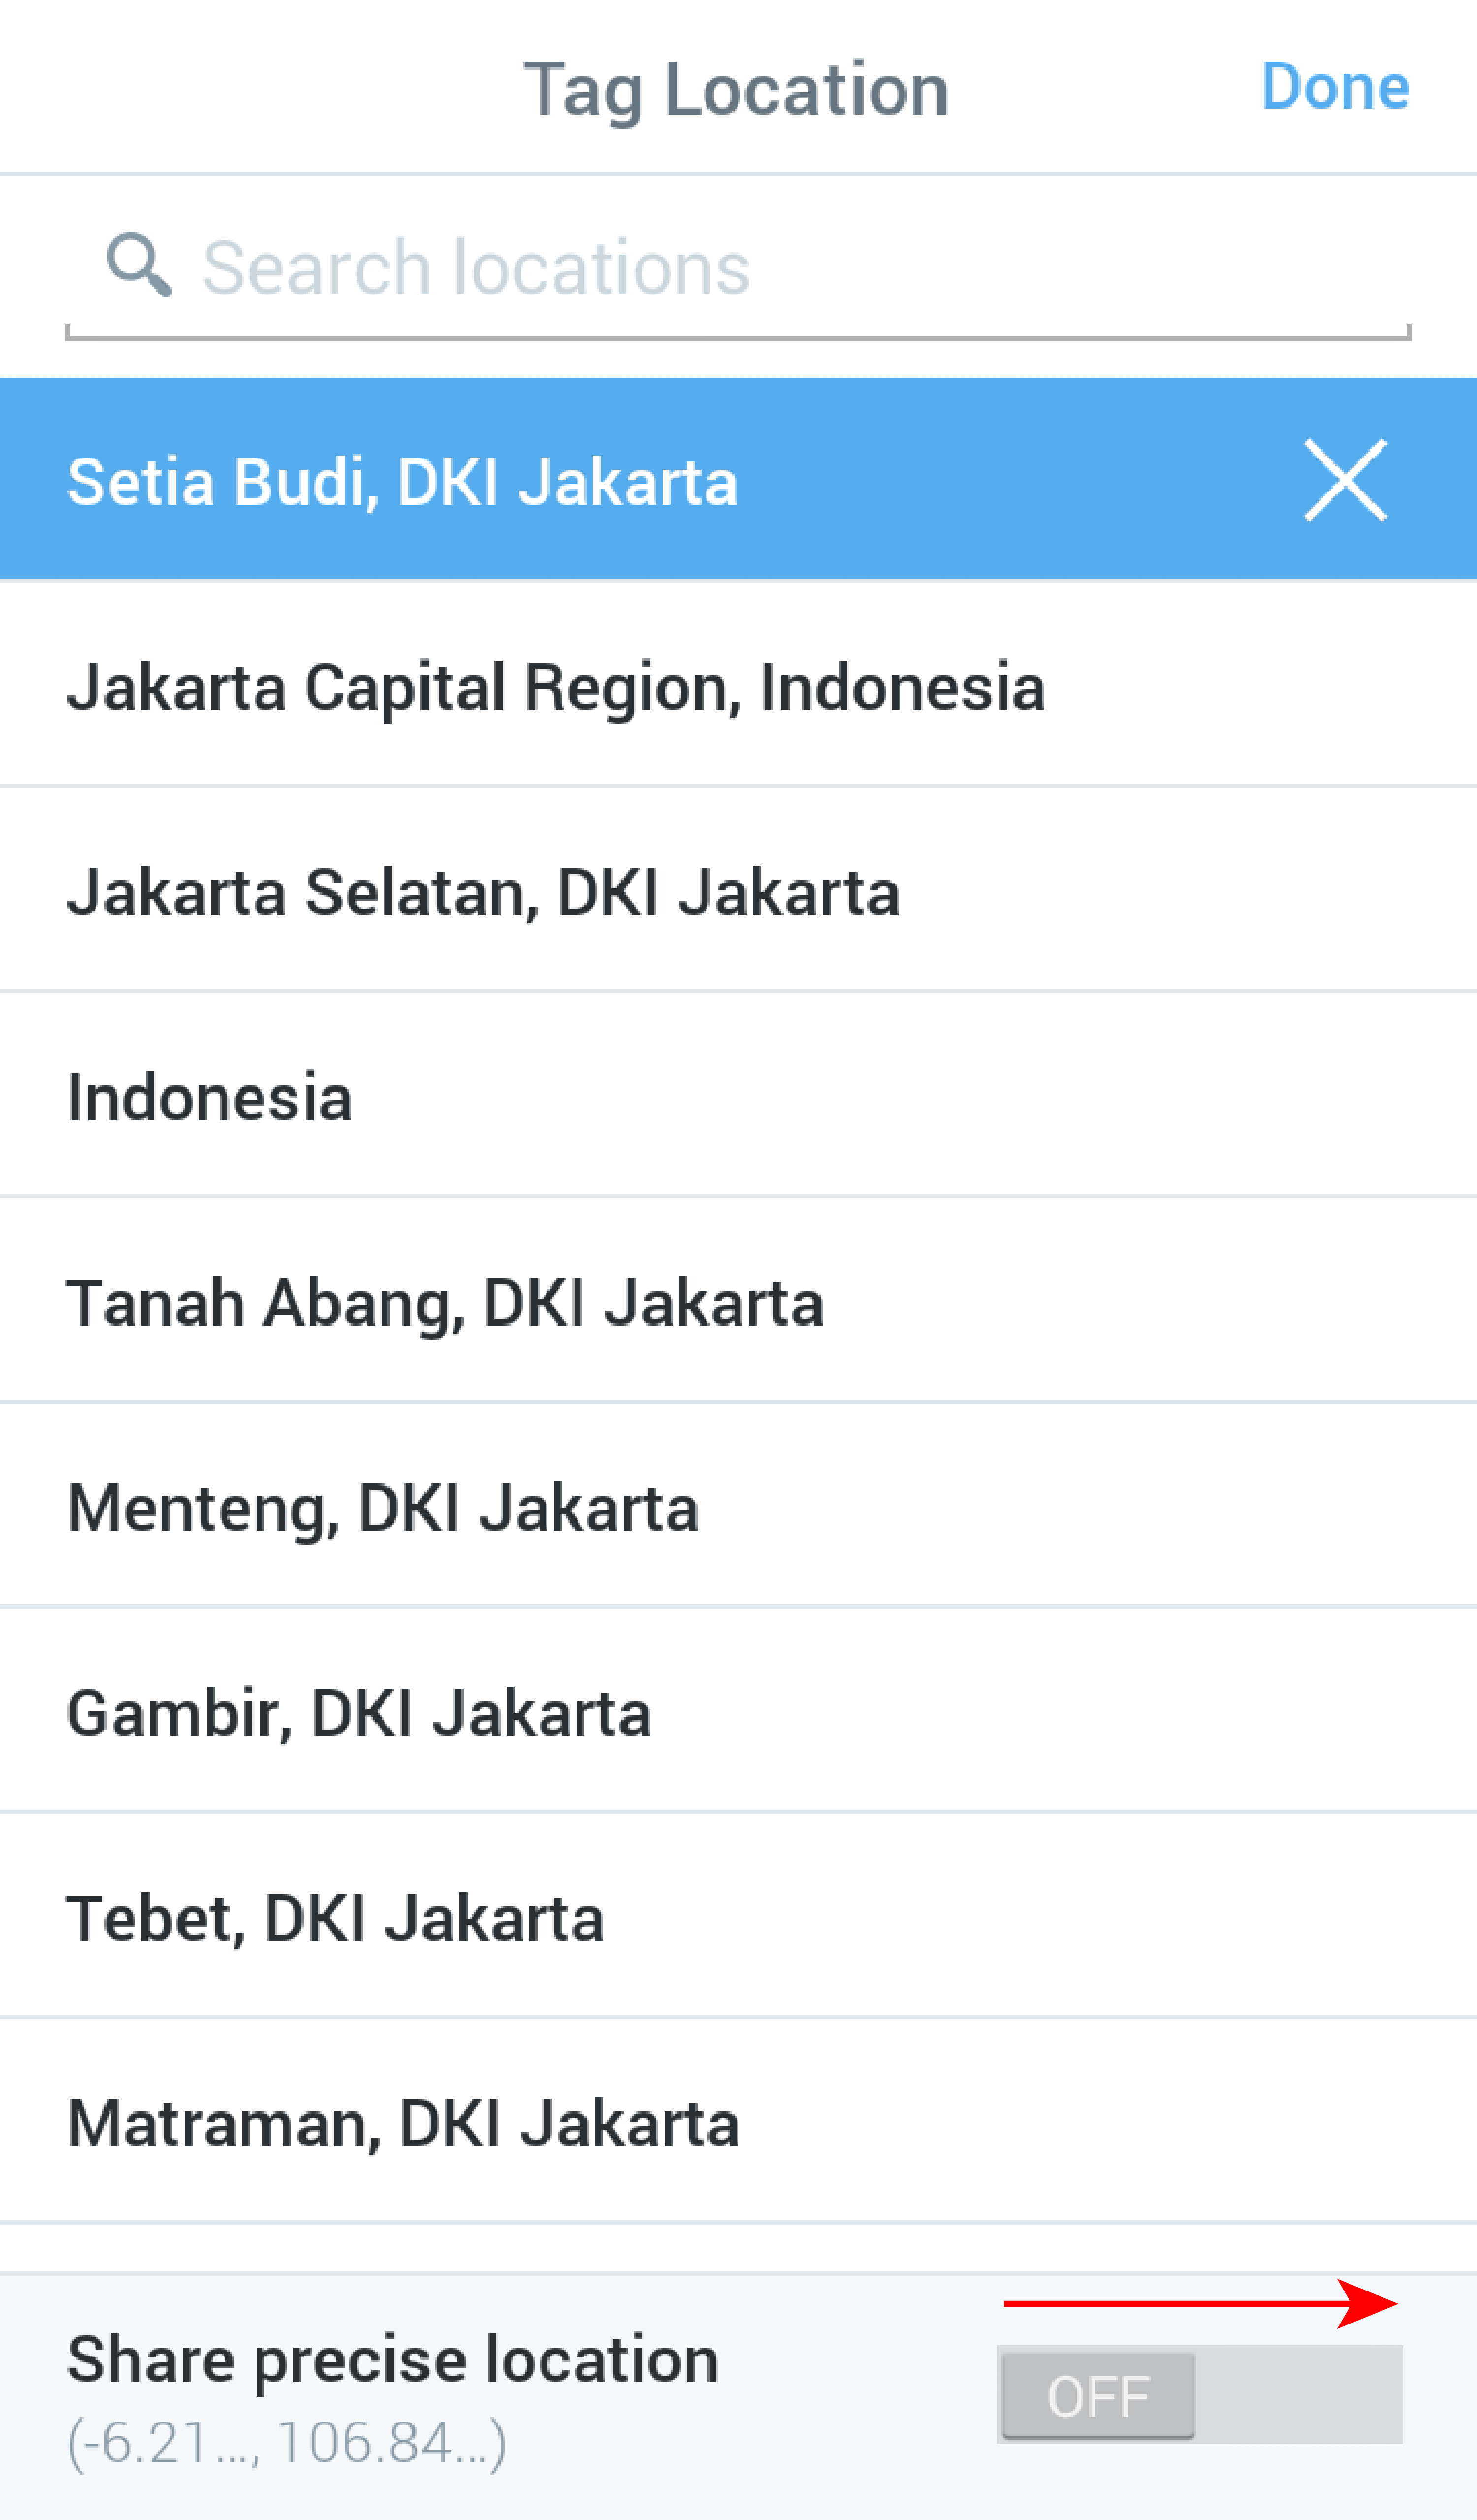 Tag Location
Done
Search locations
Setia Budi, DKI Jakarta
Jakarta Capital Region, Indonesia
Jakarta Selatan, DKI Jakarta
Indonesia
Tanah Abang, DKI Jakarta
Menteng, DKI Jakarta
Gambir, DKI Jakarta
Tebet, DKI Jakarta
Matraman, DKI Jakarta
Share precise location
OFF
(-6.21..., 106.84...)